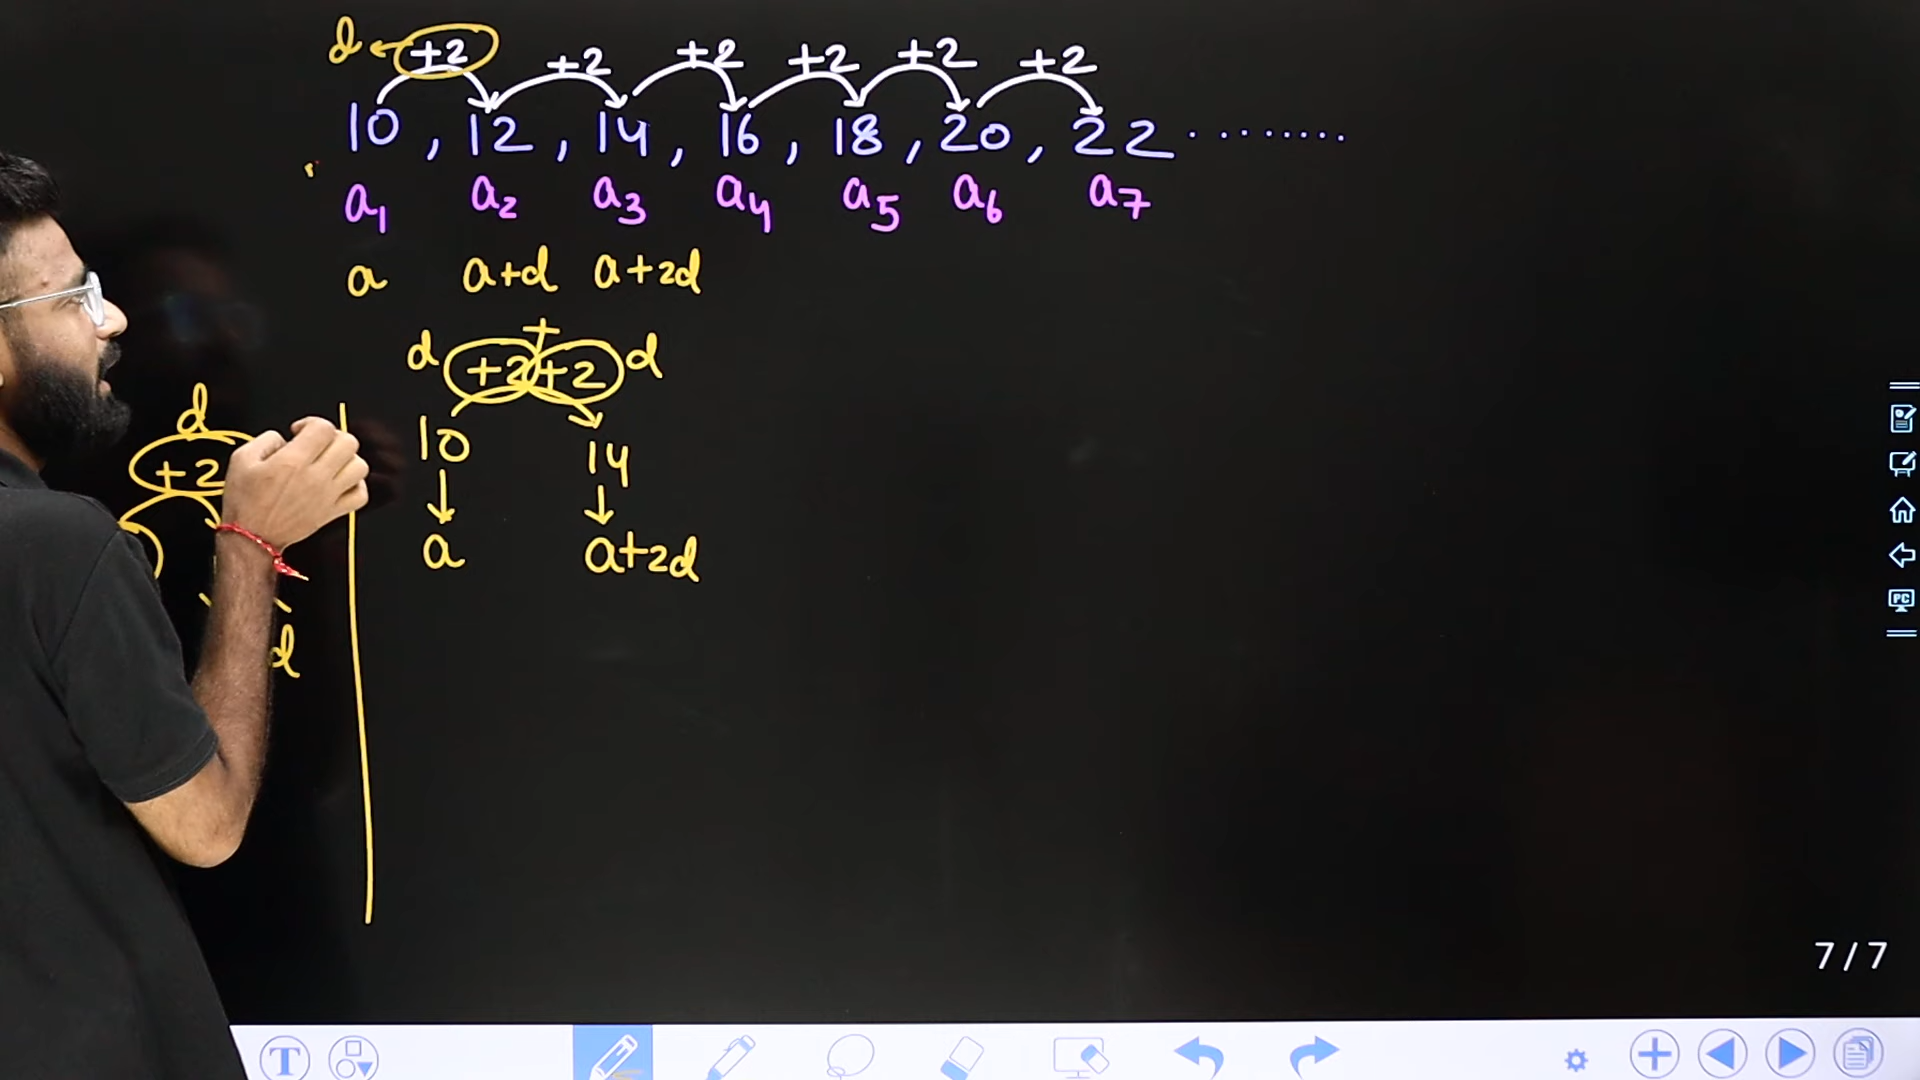 d ← +2 +2 +2 +2 +2 +2
10 , 12 , 14 , 16 , 18 , 20 , 22 ........
a1 a2 a3 a4 a5 a6 a7
a a+d a+2d
+
d +2 +2 d
10 14
↓ ↓
a a+2d
d
+2
d
7 / 7
T
PC